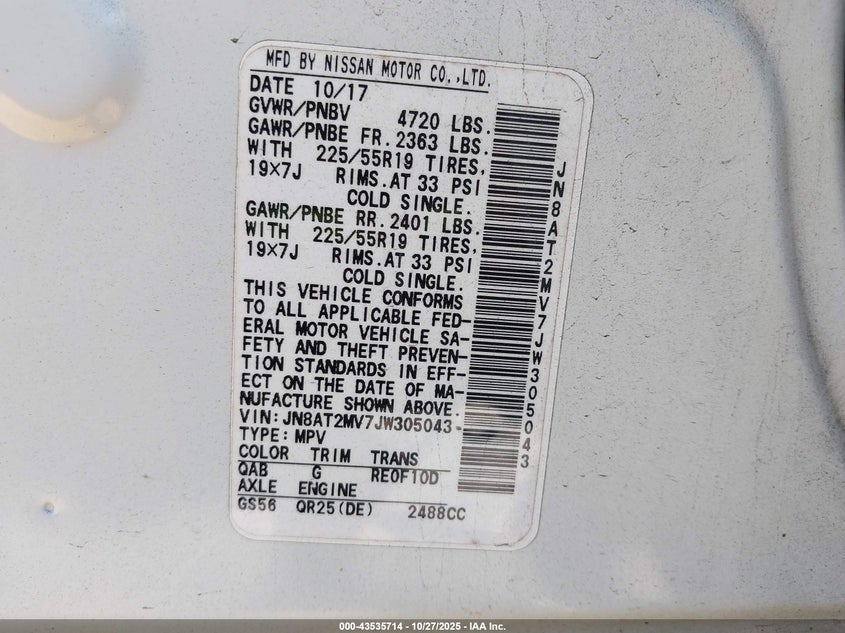 MFD BY NISSAN MOTOR CO.,LTD.
DATE 10/17
GVWR/PNBV 4720 LBS.
GAWR/PNBE FR. 2363 LBS.
WITH 225/55R19 TIRES,
19×7J RIMS. AT 33 PSI
COLD SINGLE.
GAWR/PNBE RR. 2401 LBS.
WITH 225/55R19 TIRES,
19×7J RIMS. AT 33 PSI
COLD SINGLE.
THIS VEHICLE CONFORMS
TO ALL APPLICABLE FED-
ERAL MOTOR VEHICLE SA-
FETY AND THEFT PREVEN-
TION STANDARDS IN EFF-
ECT ON THE DATE OF MA-
NUFACTURE SHOWN ABOVE.
VIN: JN8AT2MV7JW305043
TYPE: MPV
COLOR TRIM TRANS
QAB G RE0F10D
AXLE ENGINE
GS56 QR25(DE) 2488CC
JN8AT2MV7JW305043
000-43535714 - 10/27/2025 - IAA Inc.